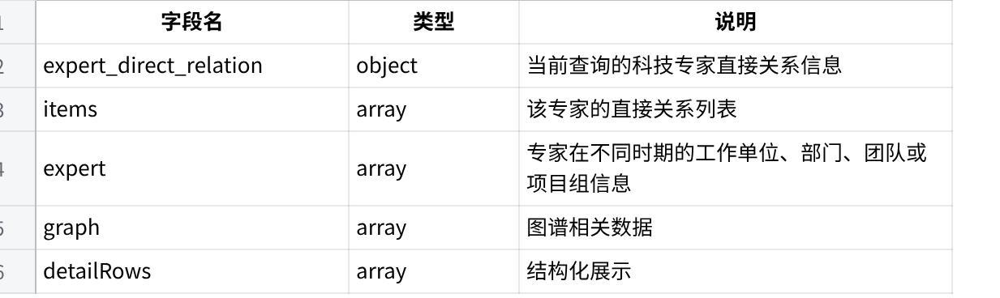 字段名 类型 说明
expert_direct_relation object 当前查询的科技专家直接关系信息
items array 该专家的直接关系列表
expert array 专家在不同时期的工作单位、部门、团队或
项目组信息
graph array 图谱相关数据
detailRows array 结构化展示